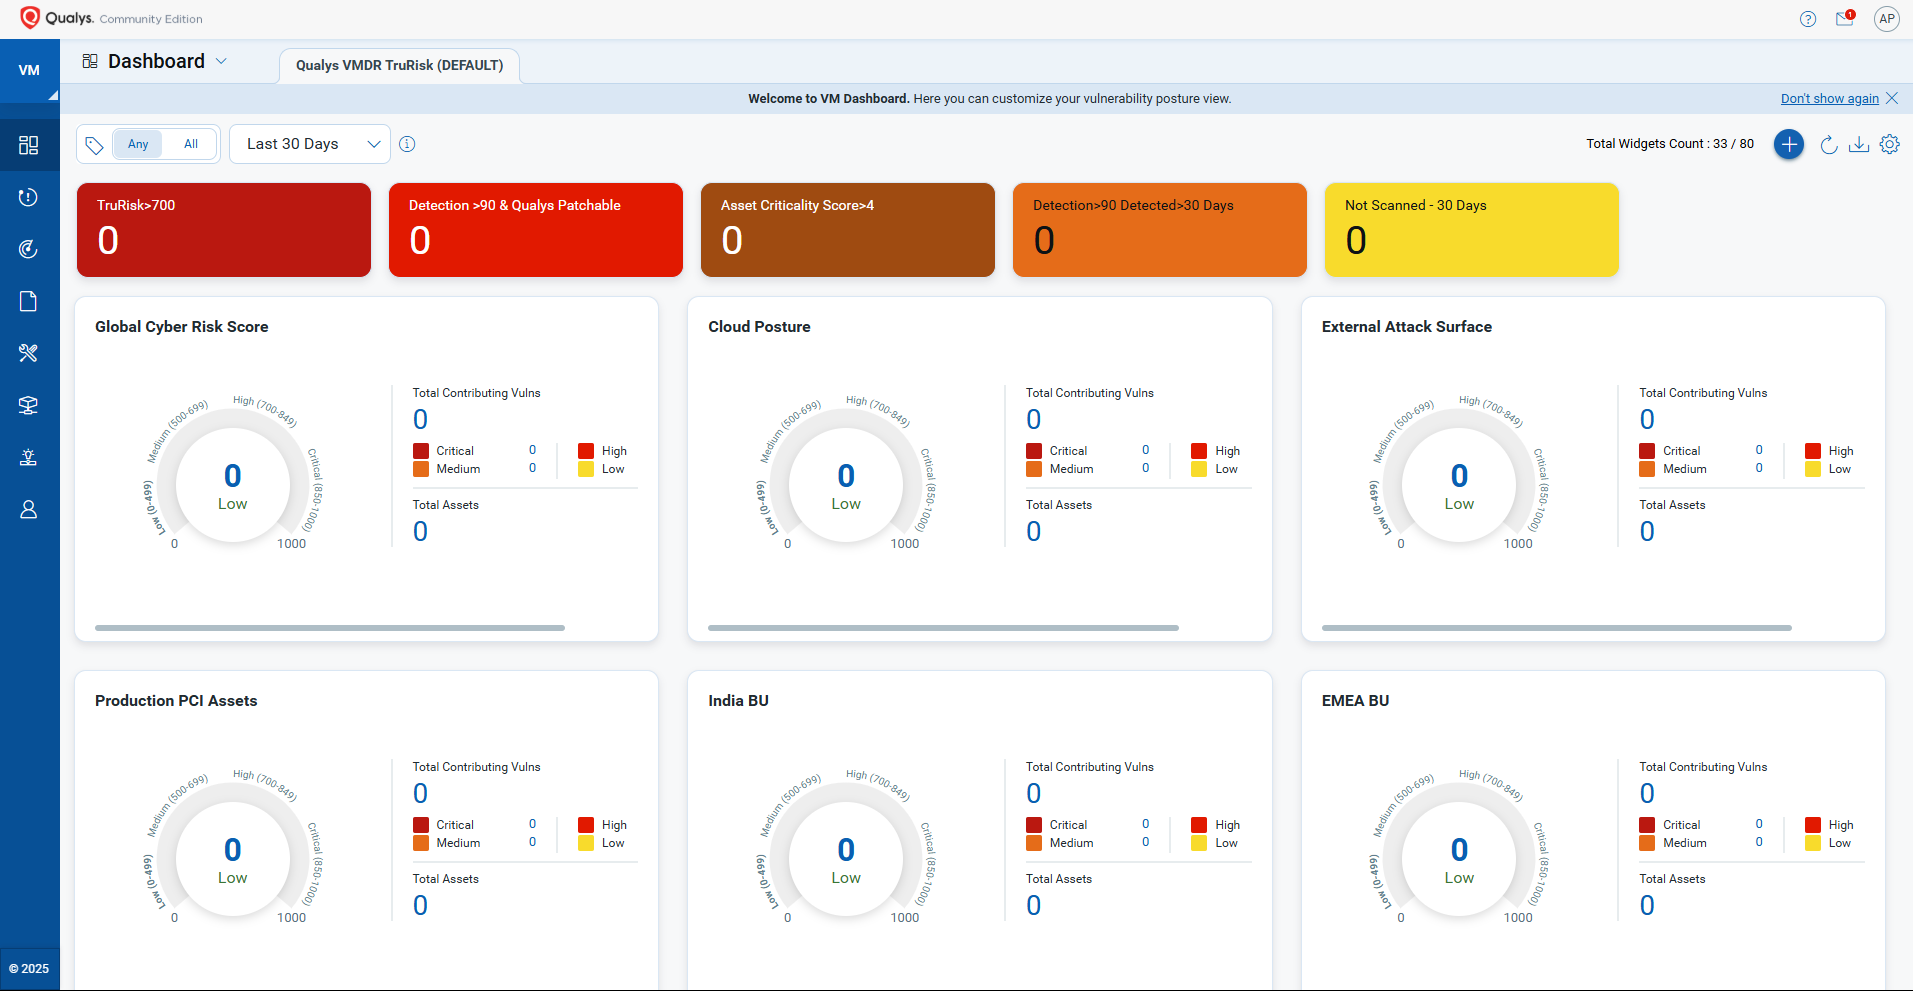 Qualys. Community Edition
1
AP
VM
Dashboard
Qualys VMDR TruRisk (DEFAULT)
Welcome to VM Dashboard. Here you can customize your vulnerability posture view.
Don't show again
Any
All
Last 30 Days
Total Widgets Count : 33 / 80
TruRisk>700
0
Detection >90 & Qualys Patchable
0
Asset Criticality Score>4
0
Detection>90 Detected>30 Days
0
Not Scanned - 30 Days
0
Global Cyber Risk Score
Low (0-499)
Medium (500-699)
High (700-849)
Critical (850-1000)
0
Low
0
1000
Total Contributing Vulns
0
Critical 0
High
Medium 0
Low
Total Assets
0
Cloud Posture
Low (0-499)
Medium (500-699)
High (700-849)
Critical (850-1000)
0
Low
0
1000
Total Contributing Vulns
0
Critical 0
High
Medium 0
Low
Total Assets
0
External Attack Surface
Low (0-499)
Medium (500-699)
High (700-849)
Critical (850-1000)
0
Low
0
1000
Total Contributing Vulns
0
Critical 0
High
Medium 0
Low
Total Assets
0
Production PCI Assets
Low (0-499)
Medium (500-699)
High (700-849)
Critical (850-1000)
0
Low
0
1000
Total Contributing Vulns
0
Critical 0
High
Medium 0
Low
Total Assets
0
India BU
Low (0-499)
Medium (500-699)
High (700-849)
Critical (850-1000)
0
Low
0
1000
Total Contributing Vulns
0
Critical 0
High
Medium 0
Low
Total Assets
0
EMEA BU
Low (0-499)
Medium (500-699)
High (700-849)
Critical (850-1000)
0
Low
0
1000
Total Contributing Vulns
0
Critical 0
High
Medium 0
Low
Total Assets
0
© 2025